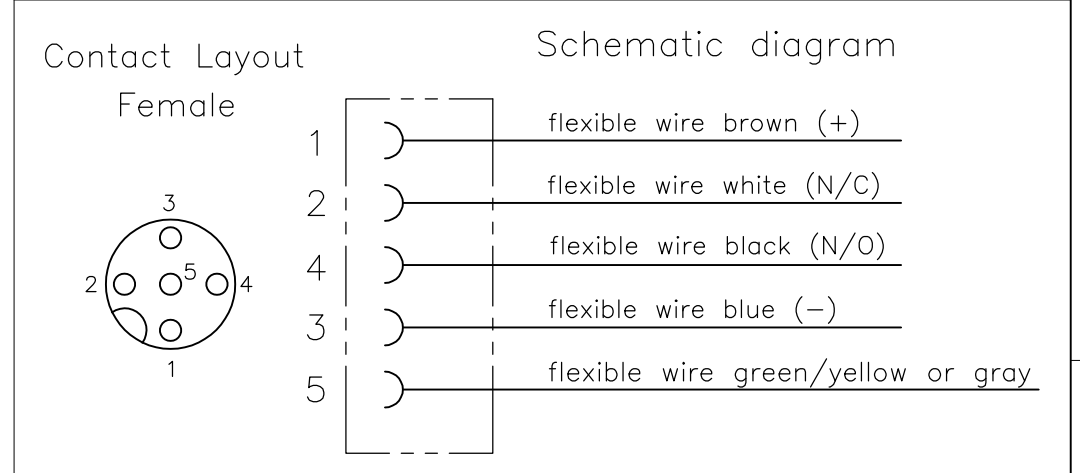 Contact Layout
Female
3
2
5
4
1
Schematic diagram
1
flexible wire brown (+)
2
flexible wire white (N/C)
4
flexible wire black (N/O)
3
flexible wire blue (−)
5
flexible wire green/yellow or gray